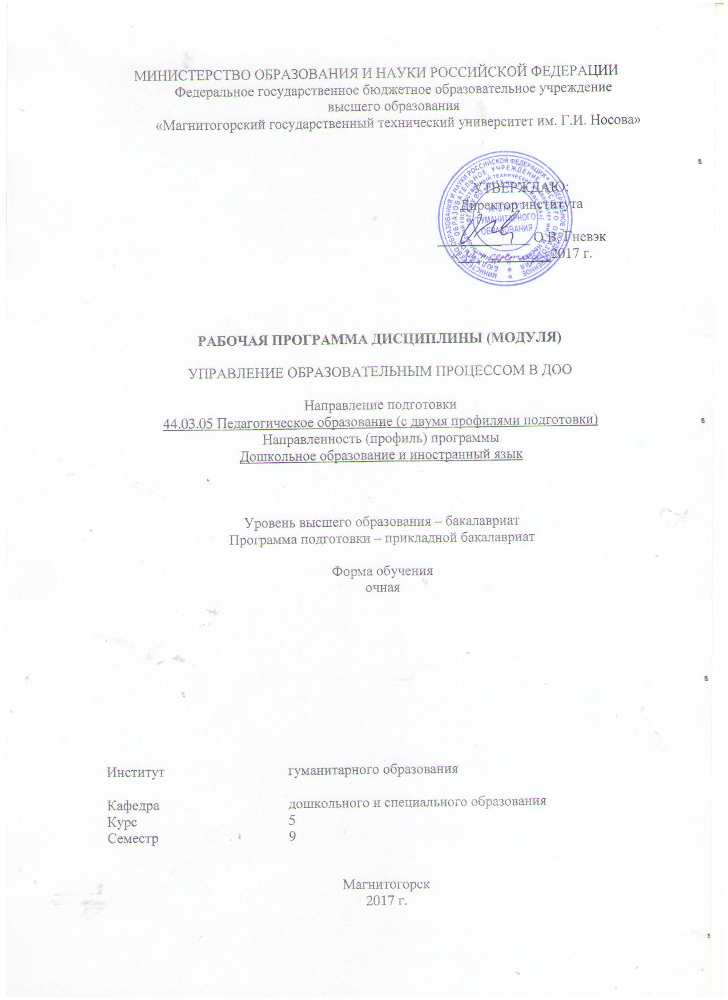 МИНИСТЕРСТВО ОБРАЗОВАНИЯ И НАУКИ РОССИЙСКОЙ ФЕДЕРАЦИИ
Федеральное государственное бюджетное образовательное учреждение
высшего образования
«Магнитогорский государственный технический университет им. Г.И. Носова»
УТВЕРЖДАЮ:
Директор института
ИНСТИТУТ
ГУМАНИТАРНОГО
ОБРАЗОВАНИЯ
О.В. Гневэк
2017 г.
РАБОЧАЯ ПРОГРАММА ДИСЦИПЛИНЫ (МОДУЛЯ)
УПРАВЛЕНИЕ ОБРАЗОВАТЕЛЬНЫМ ПРОЦЕССОМ В ДОО
Направление подготовки
44.03.05 Педагогическое образование (с двумя профилями подготовки)
Направленность (профиль) программы
Дошкольное образование и иностранный язык
Уровень высшего образования – бакалавриат
Программа подготовки – прикладной бакалавриат
Форма обучения
очная
Институт гуманитарного образования
Кафедра дошкольного и специального образования
Курс 5
Семестр 9
Магнитогорск
2017 г.